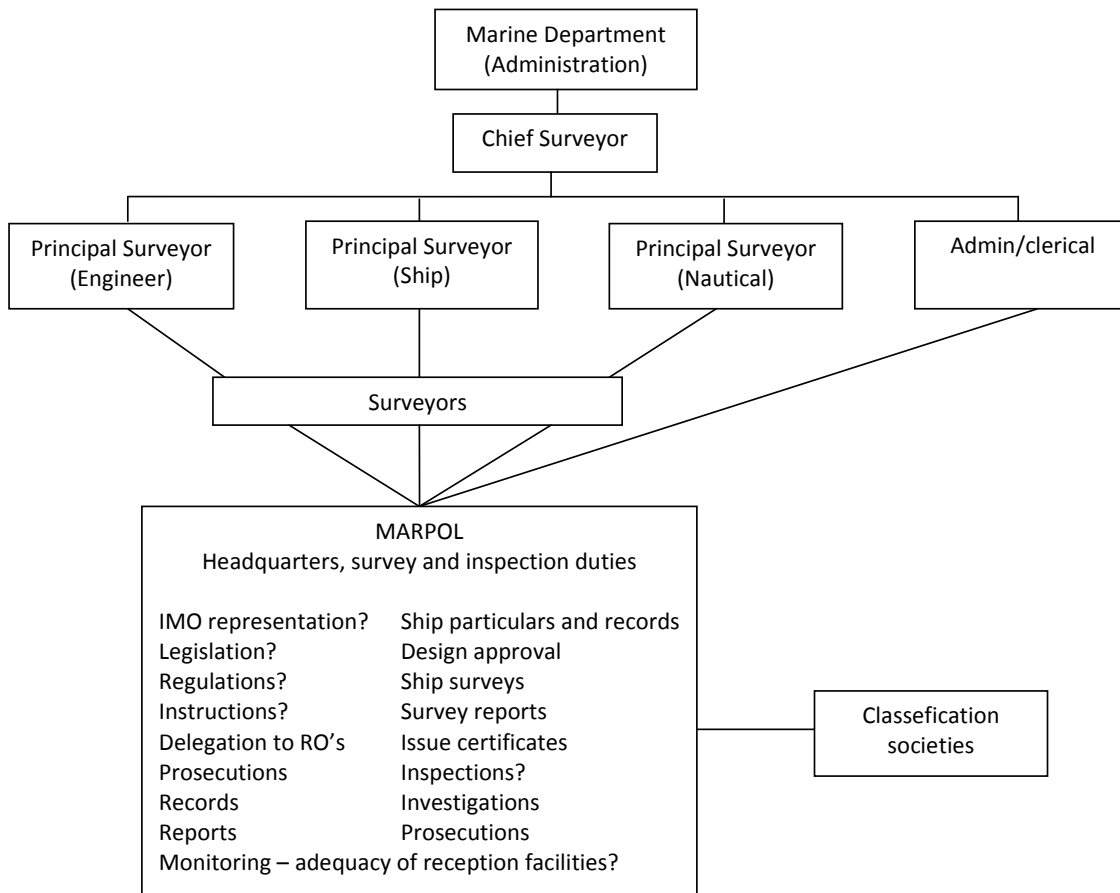 Marine Department
(Administration)
Chief Surveyor
Principal Surveyor
(Engineer)
Principal Surveyor
(Ship)
Principal Surveyor
(Nautical)
Admin/clerical
Surveyors
MARPOL
Headquarters, survey and inspection duties
IMO representation?
Legislation?
Regulations?
Instructions?
Delegation to RO’s
Prosecutions
Records
Reports
Ship particulars and records
Design approval
Ship surveys
Survey reports
Issue certificates
Inspections?
Investigations
Prosecutions
Monitoring – adequacy of reception facilities?
Classefication
societies